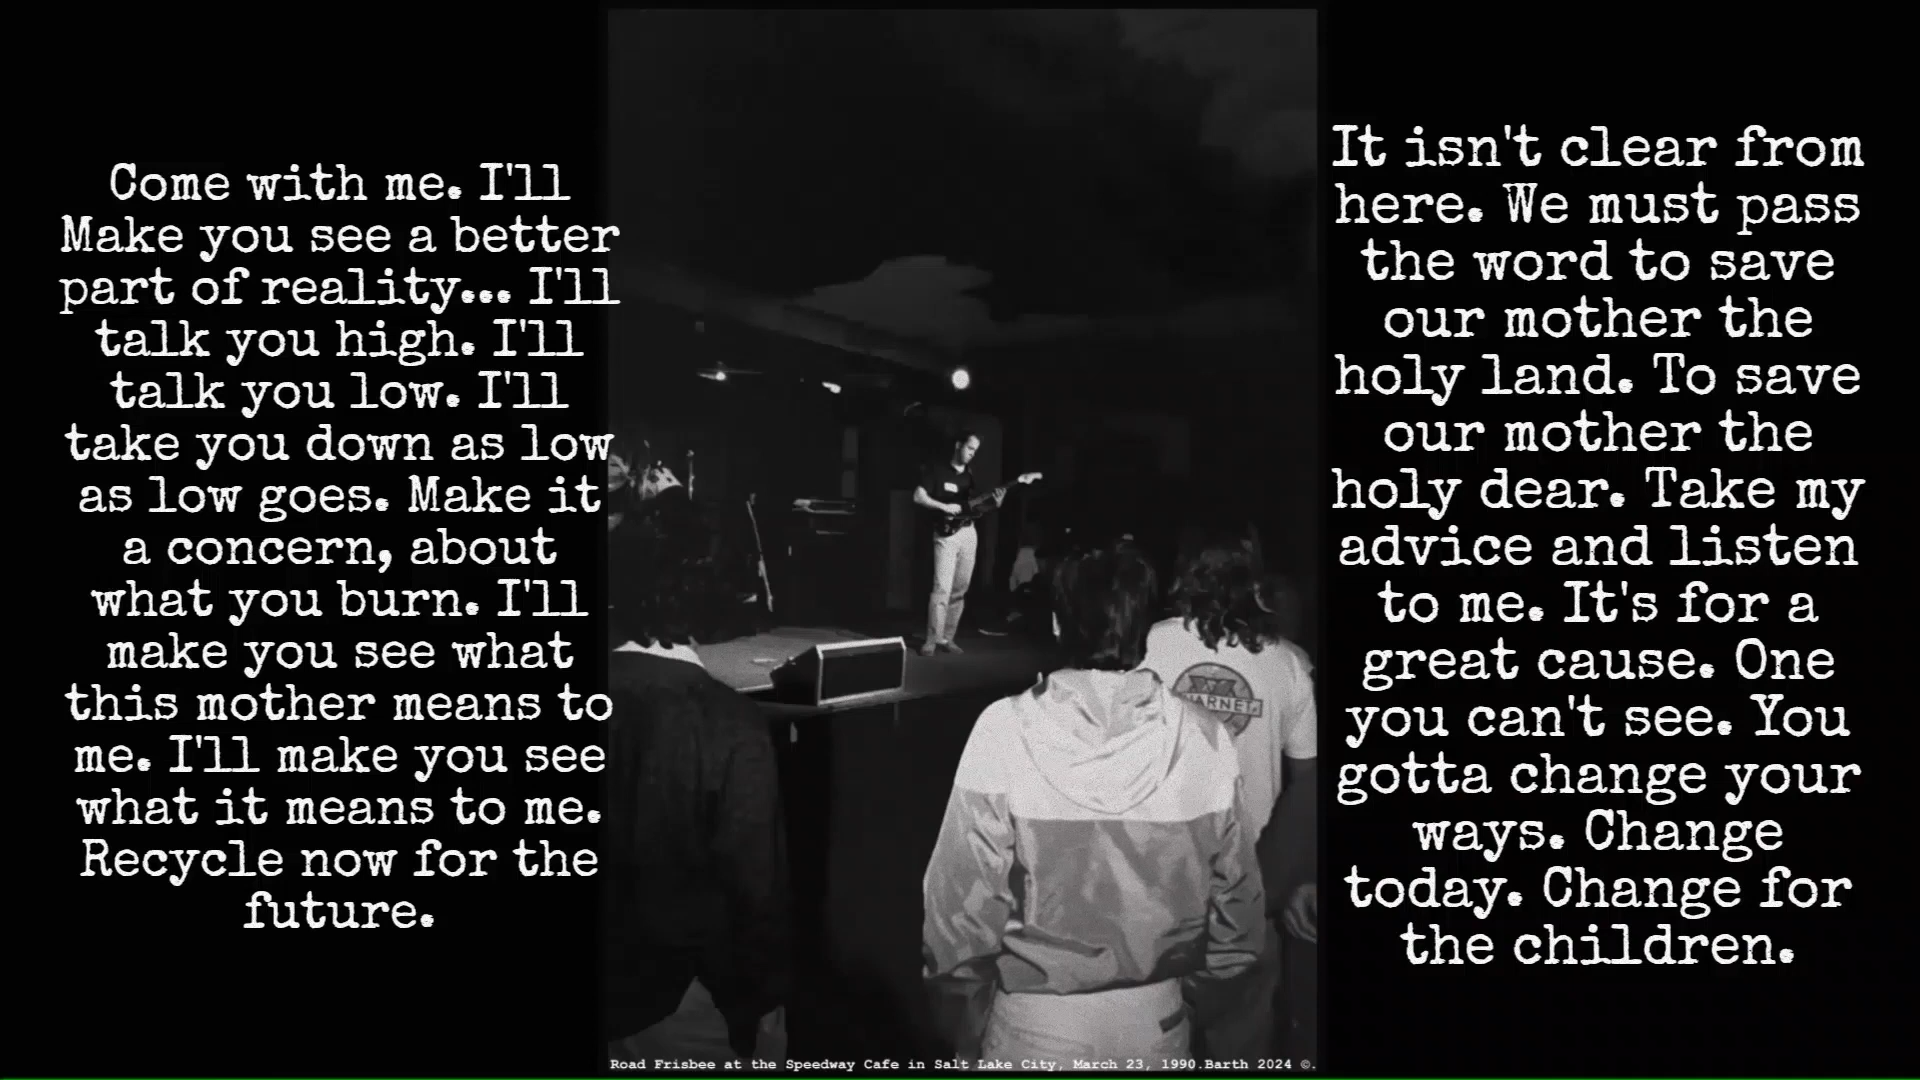 Come with me. I'll
Make you see a better
part of reality... I'll
talk you high. I'll
talk you low. I'll
take you down as low
as low goes. Make it
a concern, about
what you burn. I'll
make you see what
this mother means to
me. I'll make you see
what it means to me.
Recycle now for the
future.
It isn't clear from
here. We must pass
the word to save
our mother the
holy land. To save
our mother the
holy dear. Take my
advice and listen
to me. It's for a
great cause. One
you can't see. You
gotta change your
ways. Change
today. Change for
the children.
Road Frisbee at the Speedway Cafe in Salt Lake City, March 23, 1990.Barth 2024 ©.